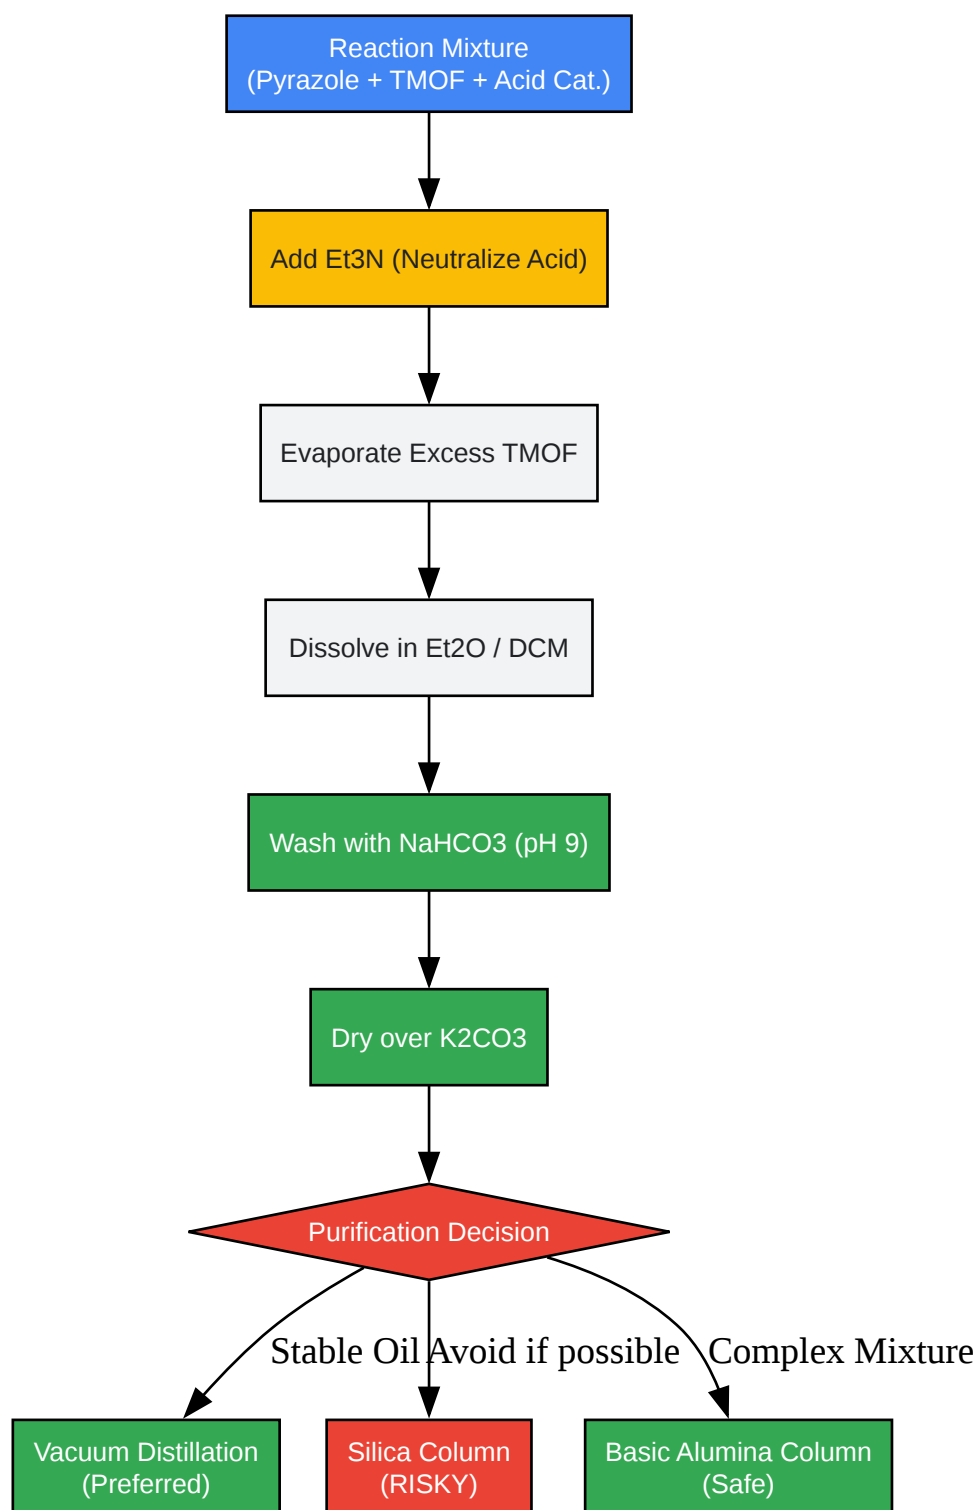 Reaction Mixture
(Pyrazole + TMOF + Acid Cat.)
Add Et3N (Neutralize Acid)
Evaporate Excess TMOF
Dissolve in Et2O / DCM
Wash with NaHCO3 (pH 9)
Dry over K2CO3
Purification Decision
Stable Oil
Avoid if possible
Complex Mixture
Vacuum Distillation
(Preferred)
Silica Column
(RISKY)
Basic Alumina Column
(Safe)